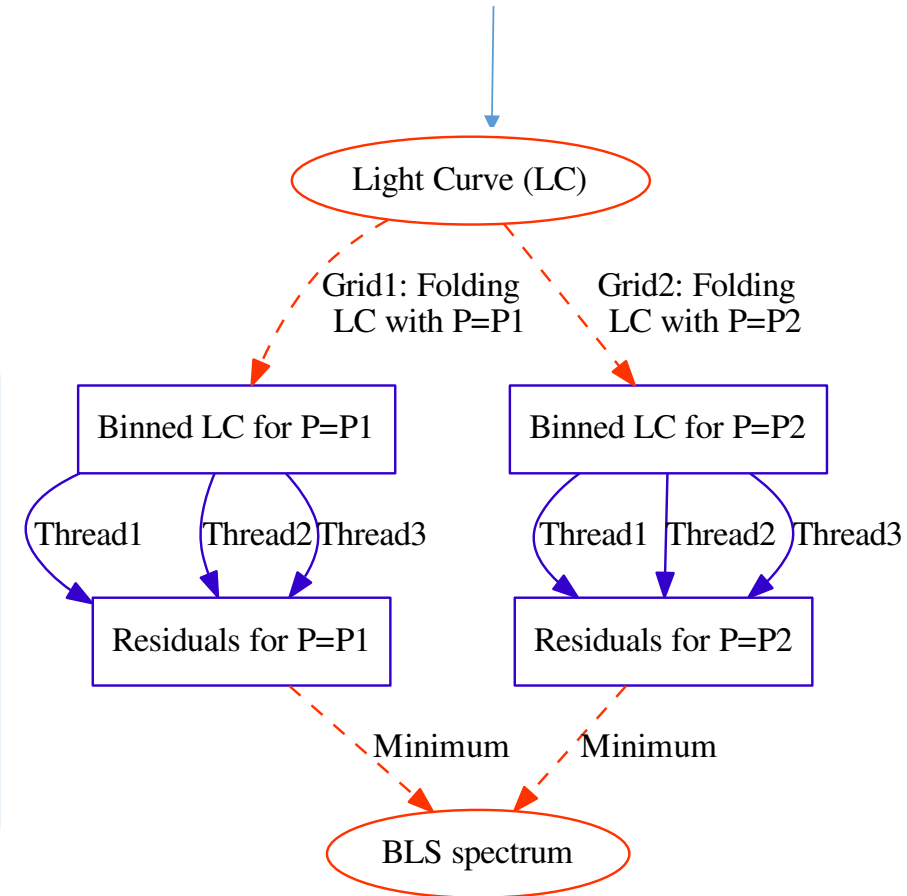 Light Curve (LC)
Grid1: Folding
LC with P=P1
Grid2: Folding
LC with P=P2
Binned LC for P=P1
Binned LC for P=P2
Thread1
Thread2
Thread3
Thread1
Thread2
Thread3
Residuals for P=P1
Residuals for P=P2
Minimum
Minimum
BLS spectrum